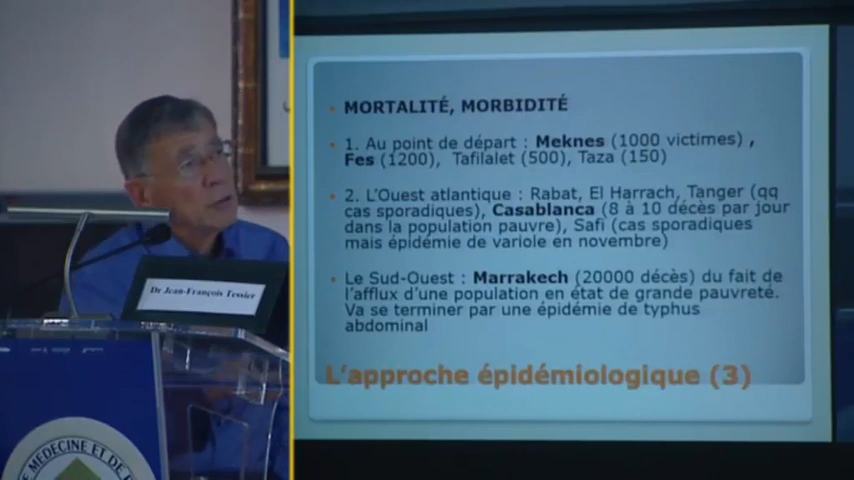 MORTALITÉ, MORBIDITÉ
1. Au point de départ : Meknes (1000 victimes) ,
Fes (1200), Tafilalet (500), Taza (150)
2. L'Ouest atlantique : Rabat, El Harrach, Tanger (qq
cas sporadiques), Casablanca (8 à 10 décès par jour
dans la population pauvre), Safi (cas sporadiques
mais épidémie de variole en novembre)
Le Sud-Ouest : Marrakech (20000 décès) du fait de
l'afflux d'une population en état de grande pauvreté.
Va se terminer par une épidémie de typhus
abdominal
L'approche épidémiologique (3)
Dr Jean-François Tessier
MÉDECINE ET DE